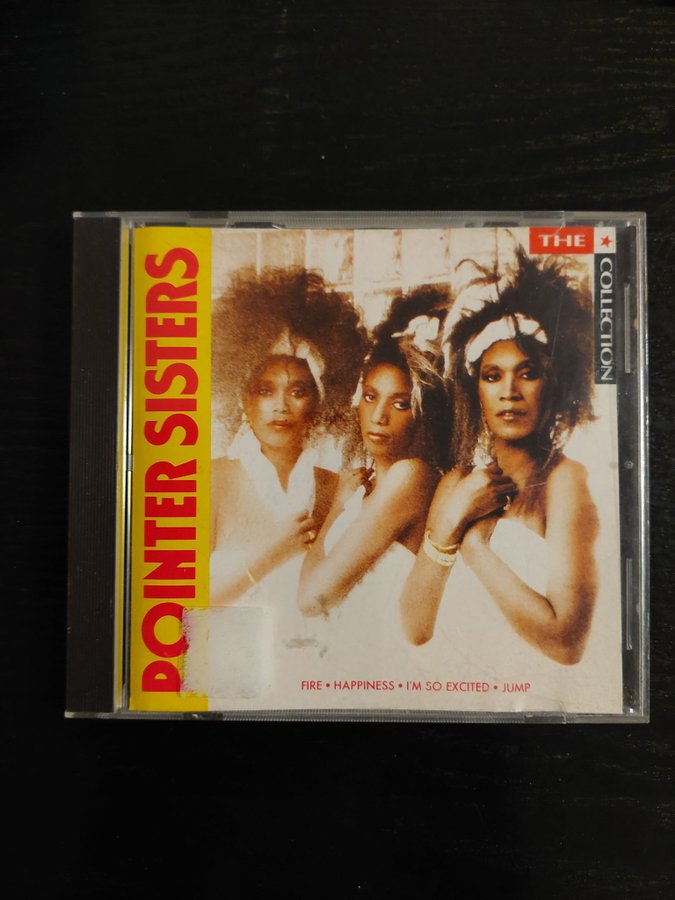 POINTER SISTERS
THE
COLLECTION
FIRE • HAPPINESS • I'M SO EXCITED • JUMP